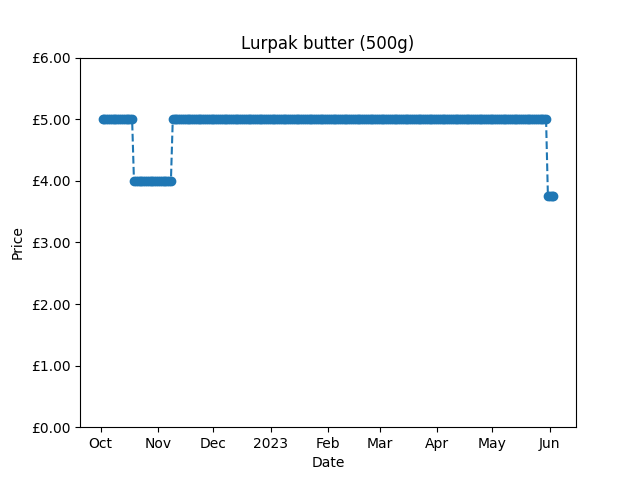 Lurpak butter (500g)
£6.00
£5.00
£4.00
£3.00
£2.00
£1.00
£0.00
Price
Oct Nov Dec 2023 Feb Mar Apr May Jun
Date